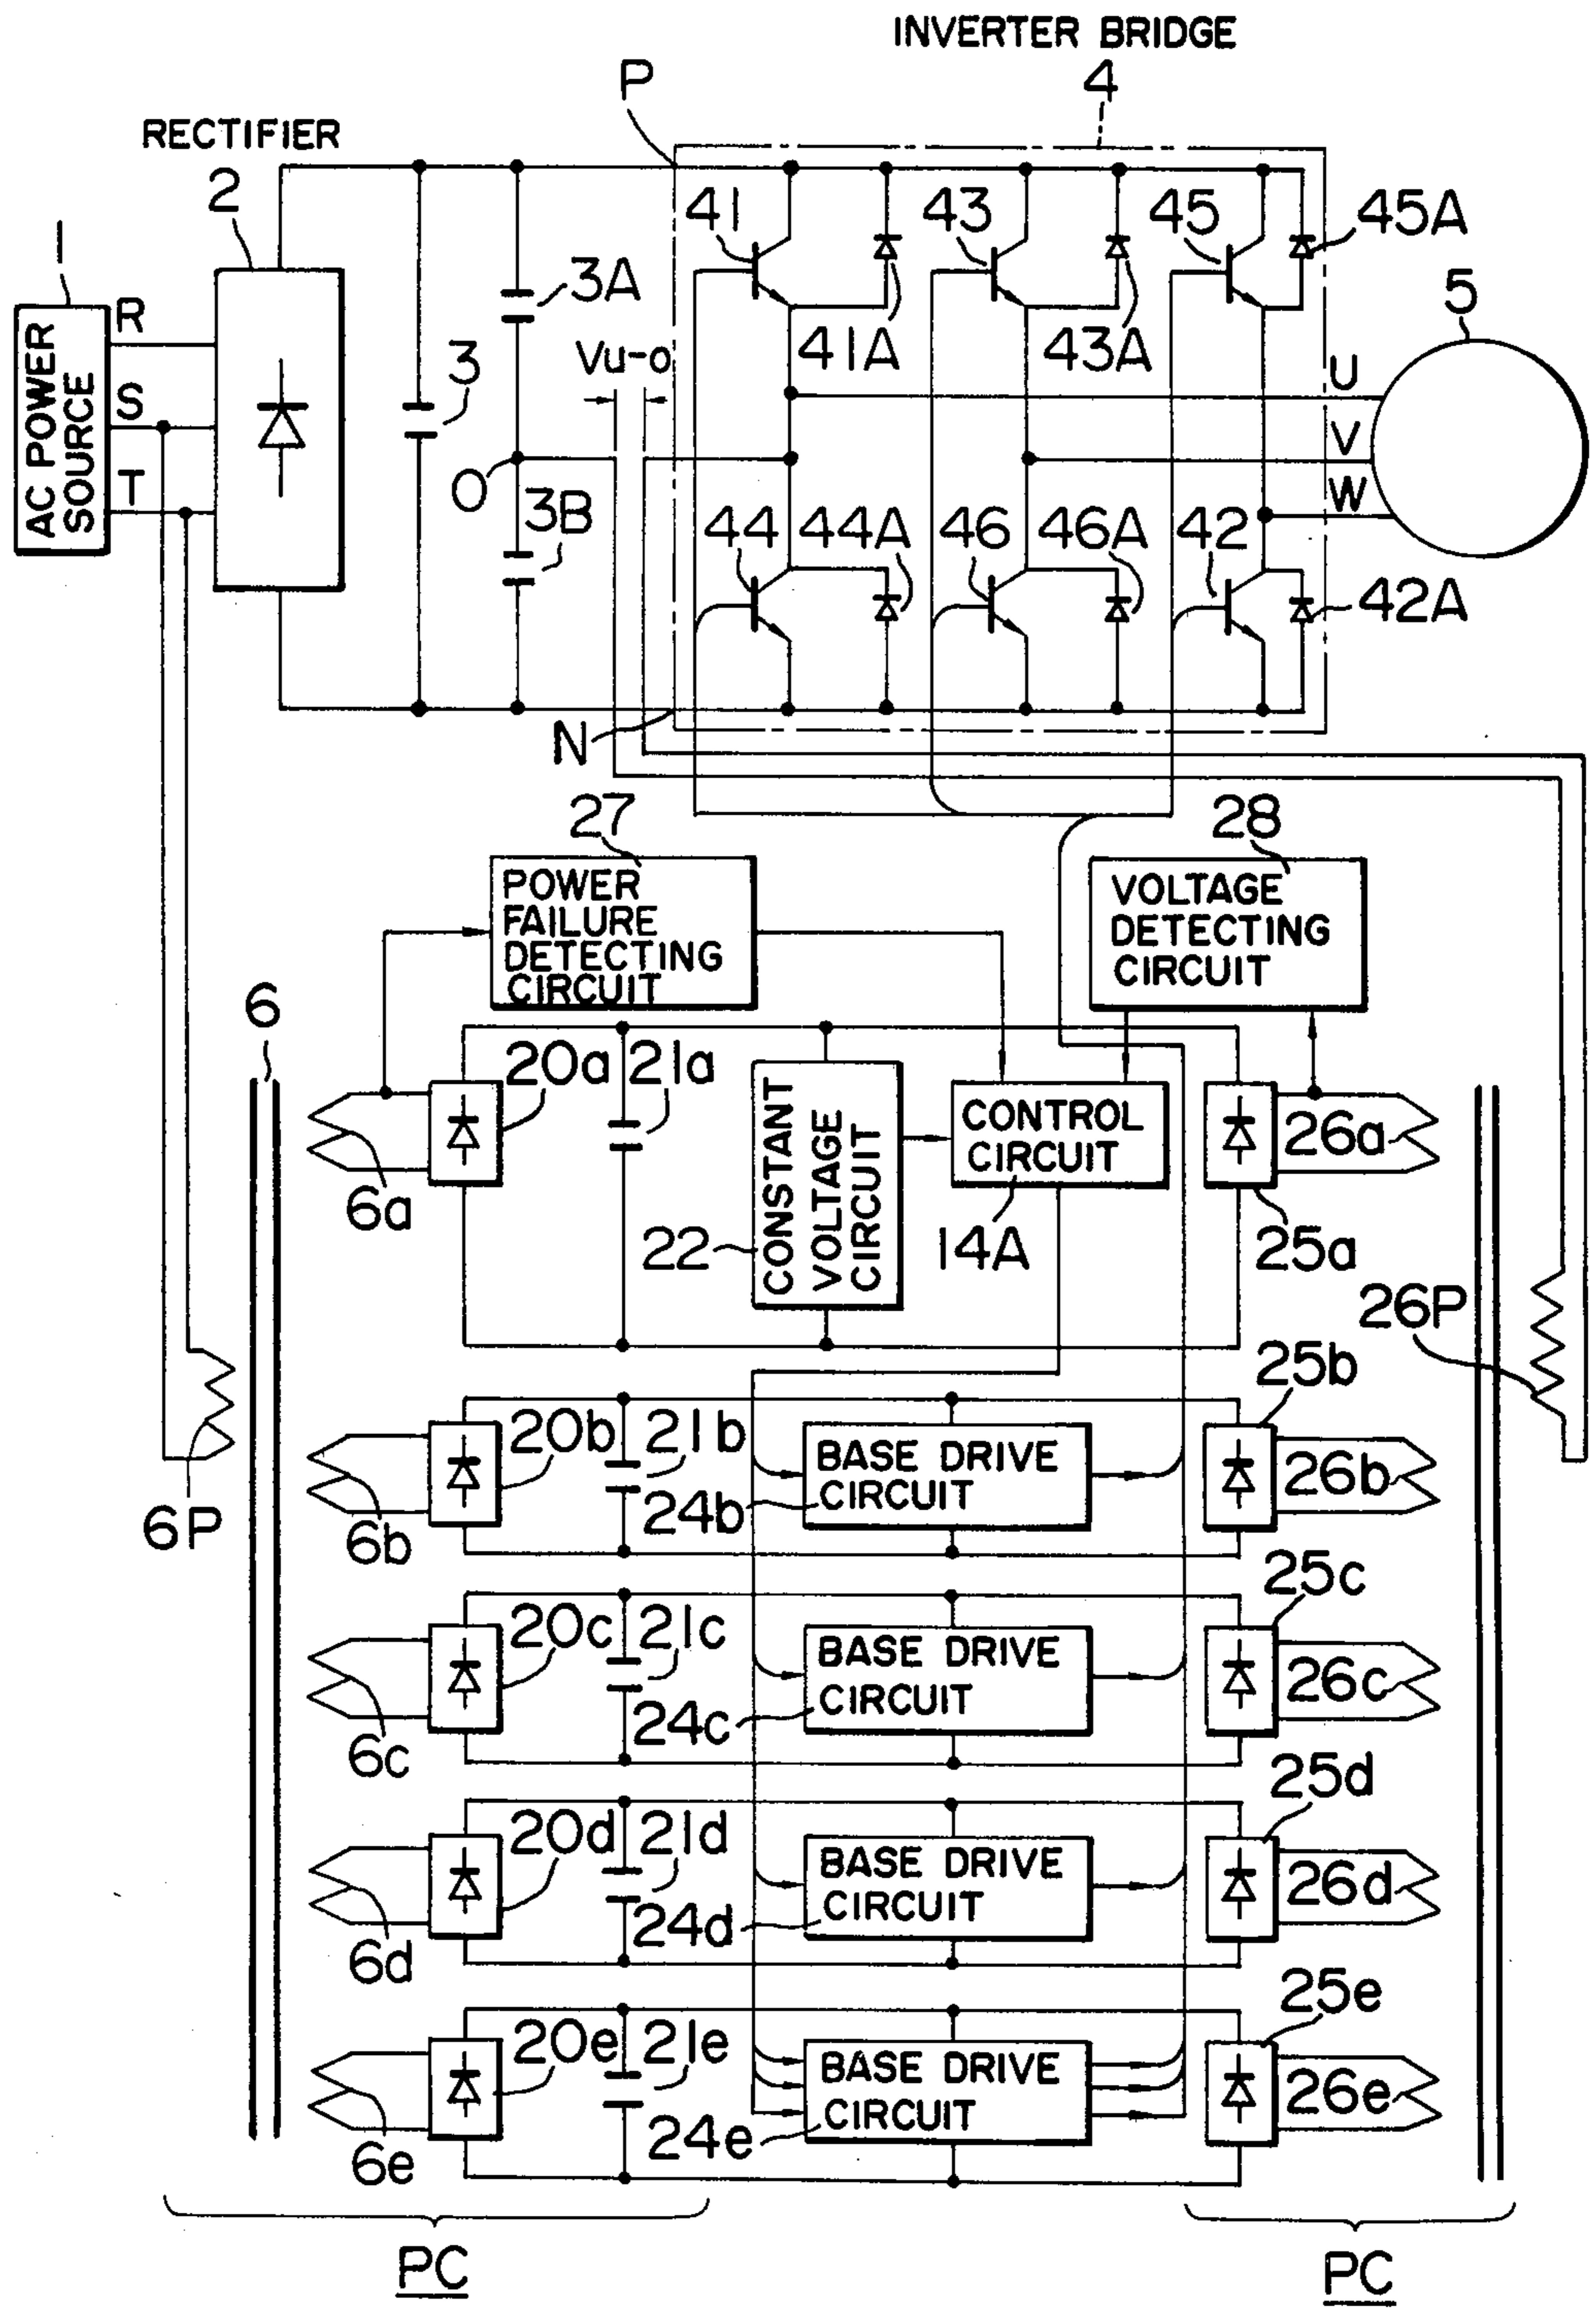 INVERTER BRIDGE
4
P
RECTIFIER
2
1
AC POWER
SOURCE
R
S
T
3
3A
3B
O
Vu-o
41
41A
43
43A
45
45A
5
U
V
W
44
44A
46
46A
42
42A
N
27
POWER
FAILURE
DETECTING
CIRCUIT
28
VOLTAGE
DETECTING
CIRCUIT
6
20a
21a
6a
22
CONSTANT
VOLTAGE
CIRCUIT
CONTROL
CIRCUIT
14A
26a
25a
26P
6P
20b
21b
6b
24b
BASE DRIVE
CIRCUIT
25b
26b
20c
21c
6c
24c
BASE DRIVE
CIRCUIT
25c
26c
20d
21d
6d
24d
BASE DRIVE
CIRCUIT
25d
26d
20e
21e
6e
24e
BASE DRIVE
CIRCUIT
25e
26e
PC
PC